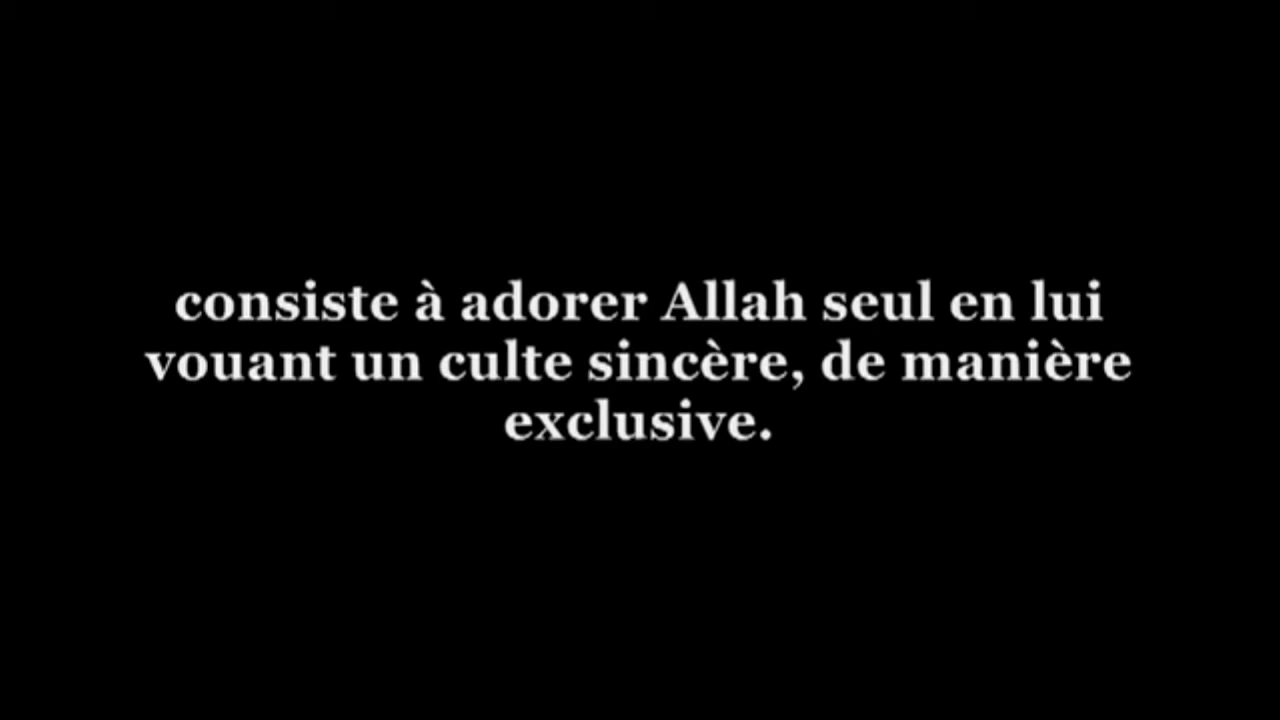 consiste à adorer Allah seul en lui
vouant un culte sincère, de manière
exclusive.